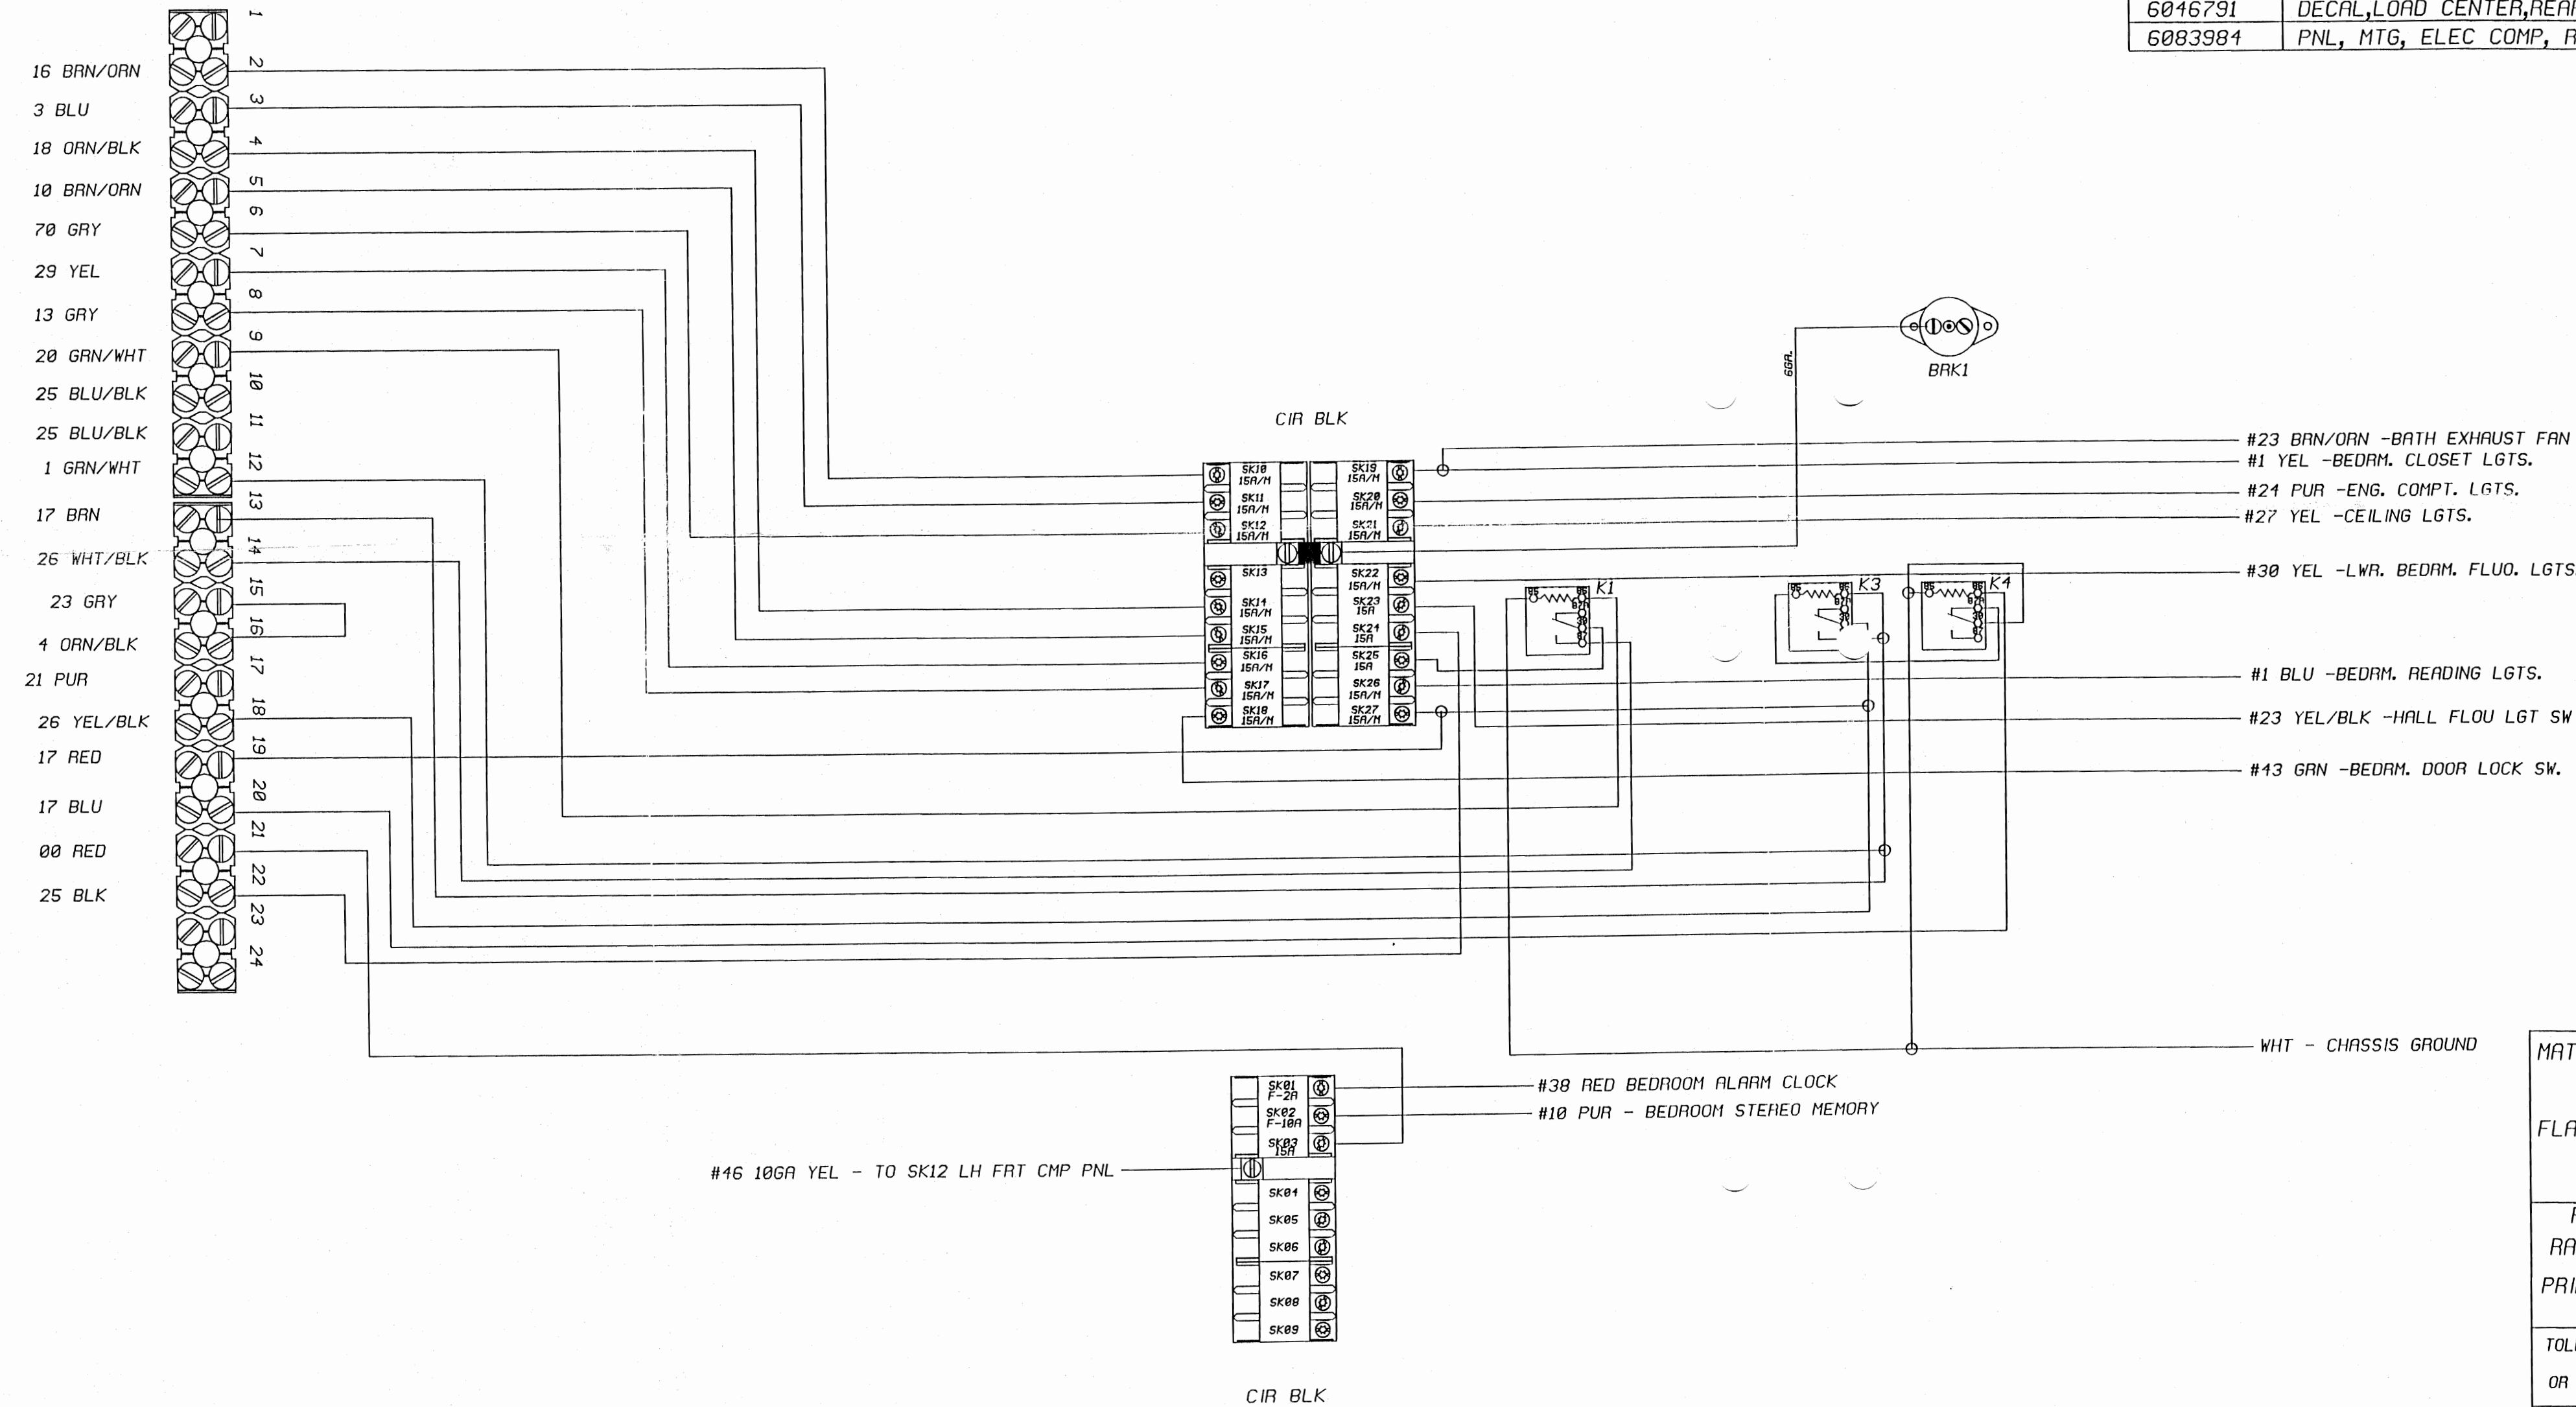 6046791 DECAL,LOAD CENTER,REAR
6083984 PNL, MTG, ELEC COMP, R
1
2
3
4
5
6
7
8
9
10
11
12
13
14
15
16
17
18
19
20
21
22
23
24
16 BRN/ORN
3 BLU
18 ORN/BLK
10 BRN/ORN
70 GRY
29 YEL
13 GRY
20 GRN/WHT
25 BLU/BLK
25 BLU/BLK
1 GRN/WHT
17 BRN
26 WHT/BLK
23 GRY
4 ORN/BLK
21 PUR
26 YEL/BLK
17 RED
17 BLU
00 RED
25 BLK
CIR BLK
SK10
15A/M
SK11
15A/M
SK12
15A/M
SK13
SK14
15A/M
SK15
15A/M
SK16
15A/M
SK17
15A/M
SK18
15A/M
SK19
15A/M
SK20
15A/M
SK21
15A/M
SK22
15A/M
SK23
15A
SK24
15A
SK25
15A
SK26
15A/M
SK27
15A/M
6GA.
BRK1
K1
K3
K4
#23 BRN/ORN -BATH EXHAUST FAN
#1 YEL -BEDRM. CLOSET LGTS.
#24 PUR -ENG. COMPT. LGTS.
#27 YEL -CEILING LGTS.
#30 YEL -LWR. BEDRM. FLUO. LGTS
#1 BLU -BEDRM. READING LGTS.
#23 YEL/BLK -HALL FLOU LGT SW
#43 GRN -BEDRM. DOOR LOCK SW.
WHT - CHASSIS GROUND
#38 RED BEDROOM ALARM CLOCK
#10 PUR - BEDROOM STEREO MEMORY
#46 10GA YEL - TO SK12 LH FRT CMP PNL
SK01
F-2A
SK02
F-10A
SK03
15A
SK04
SK05
SK06
SK07
SK08
SK09
CIR BLK
MAT
FLA
RA
PRI
TOL
OR